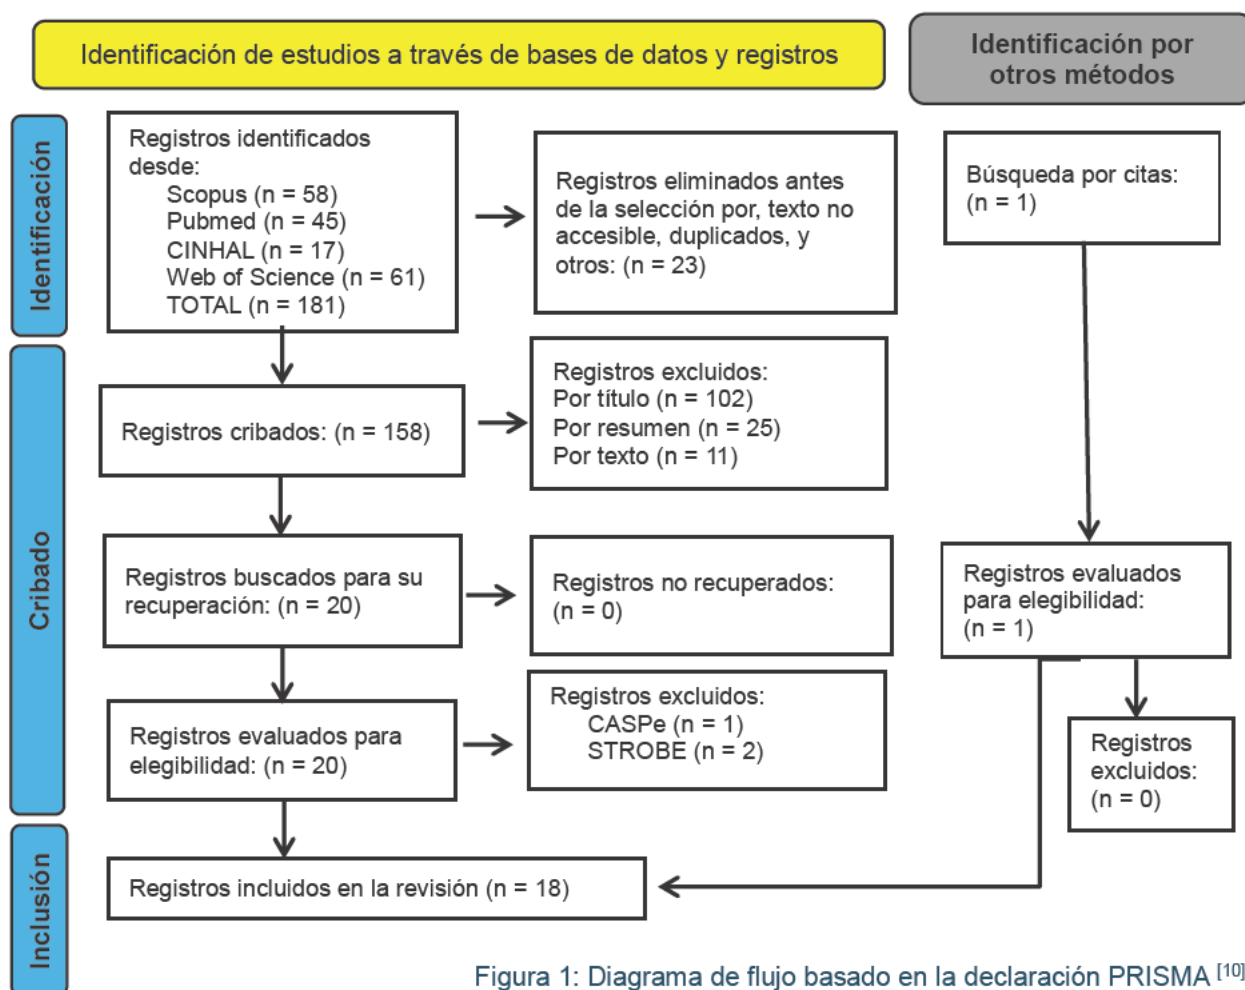 Identificación de estudios a través de bases de datos y registros
Identificación por
otros métodos
Identificación
Registros identificados
desde:
Scopus (n = 58)
Pubmed (n = 45)
CINHAL (n = 17)
Web of Science (n = 61)
TOTAL (n = 181)
Registros eliminados antes
de la selección por, texto no
accesible, duplicados, y
otros: (n = 23)
Búsqueda por citas:
(n = 1)
Cribado
Registros cribados: (n = 158)
Registros excluidos:
Por título (n = 102)
Por resumen (n = 25)
Por texto (n = 11)
Registros buscados para su
recuperación: (n = 20)
Registros no recuperados:
(n = 0)
Registros evaluados
para elegibilidad:
(n = 1)
Registros evaluados para
elegibilidad: (n = 20)
Registros excluidos:
CASPe (n = 1)
STROBE (n = 2)
Registros
excluidos:
(n = 0)
Inclusión
Registros incluidos en la revisión (n = 18)
Figura 1: Diagrama de flujo basado en la declaración PRISMA [10]